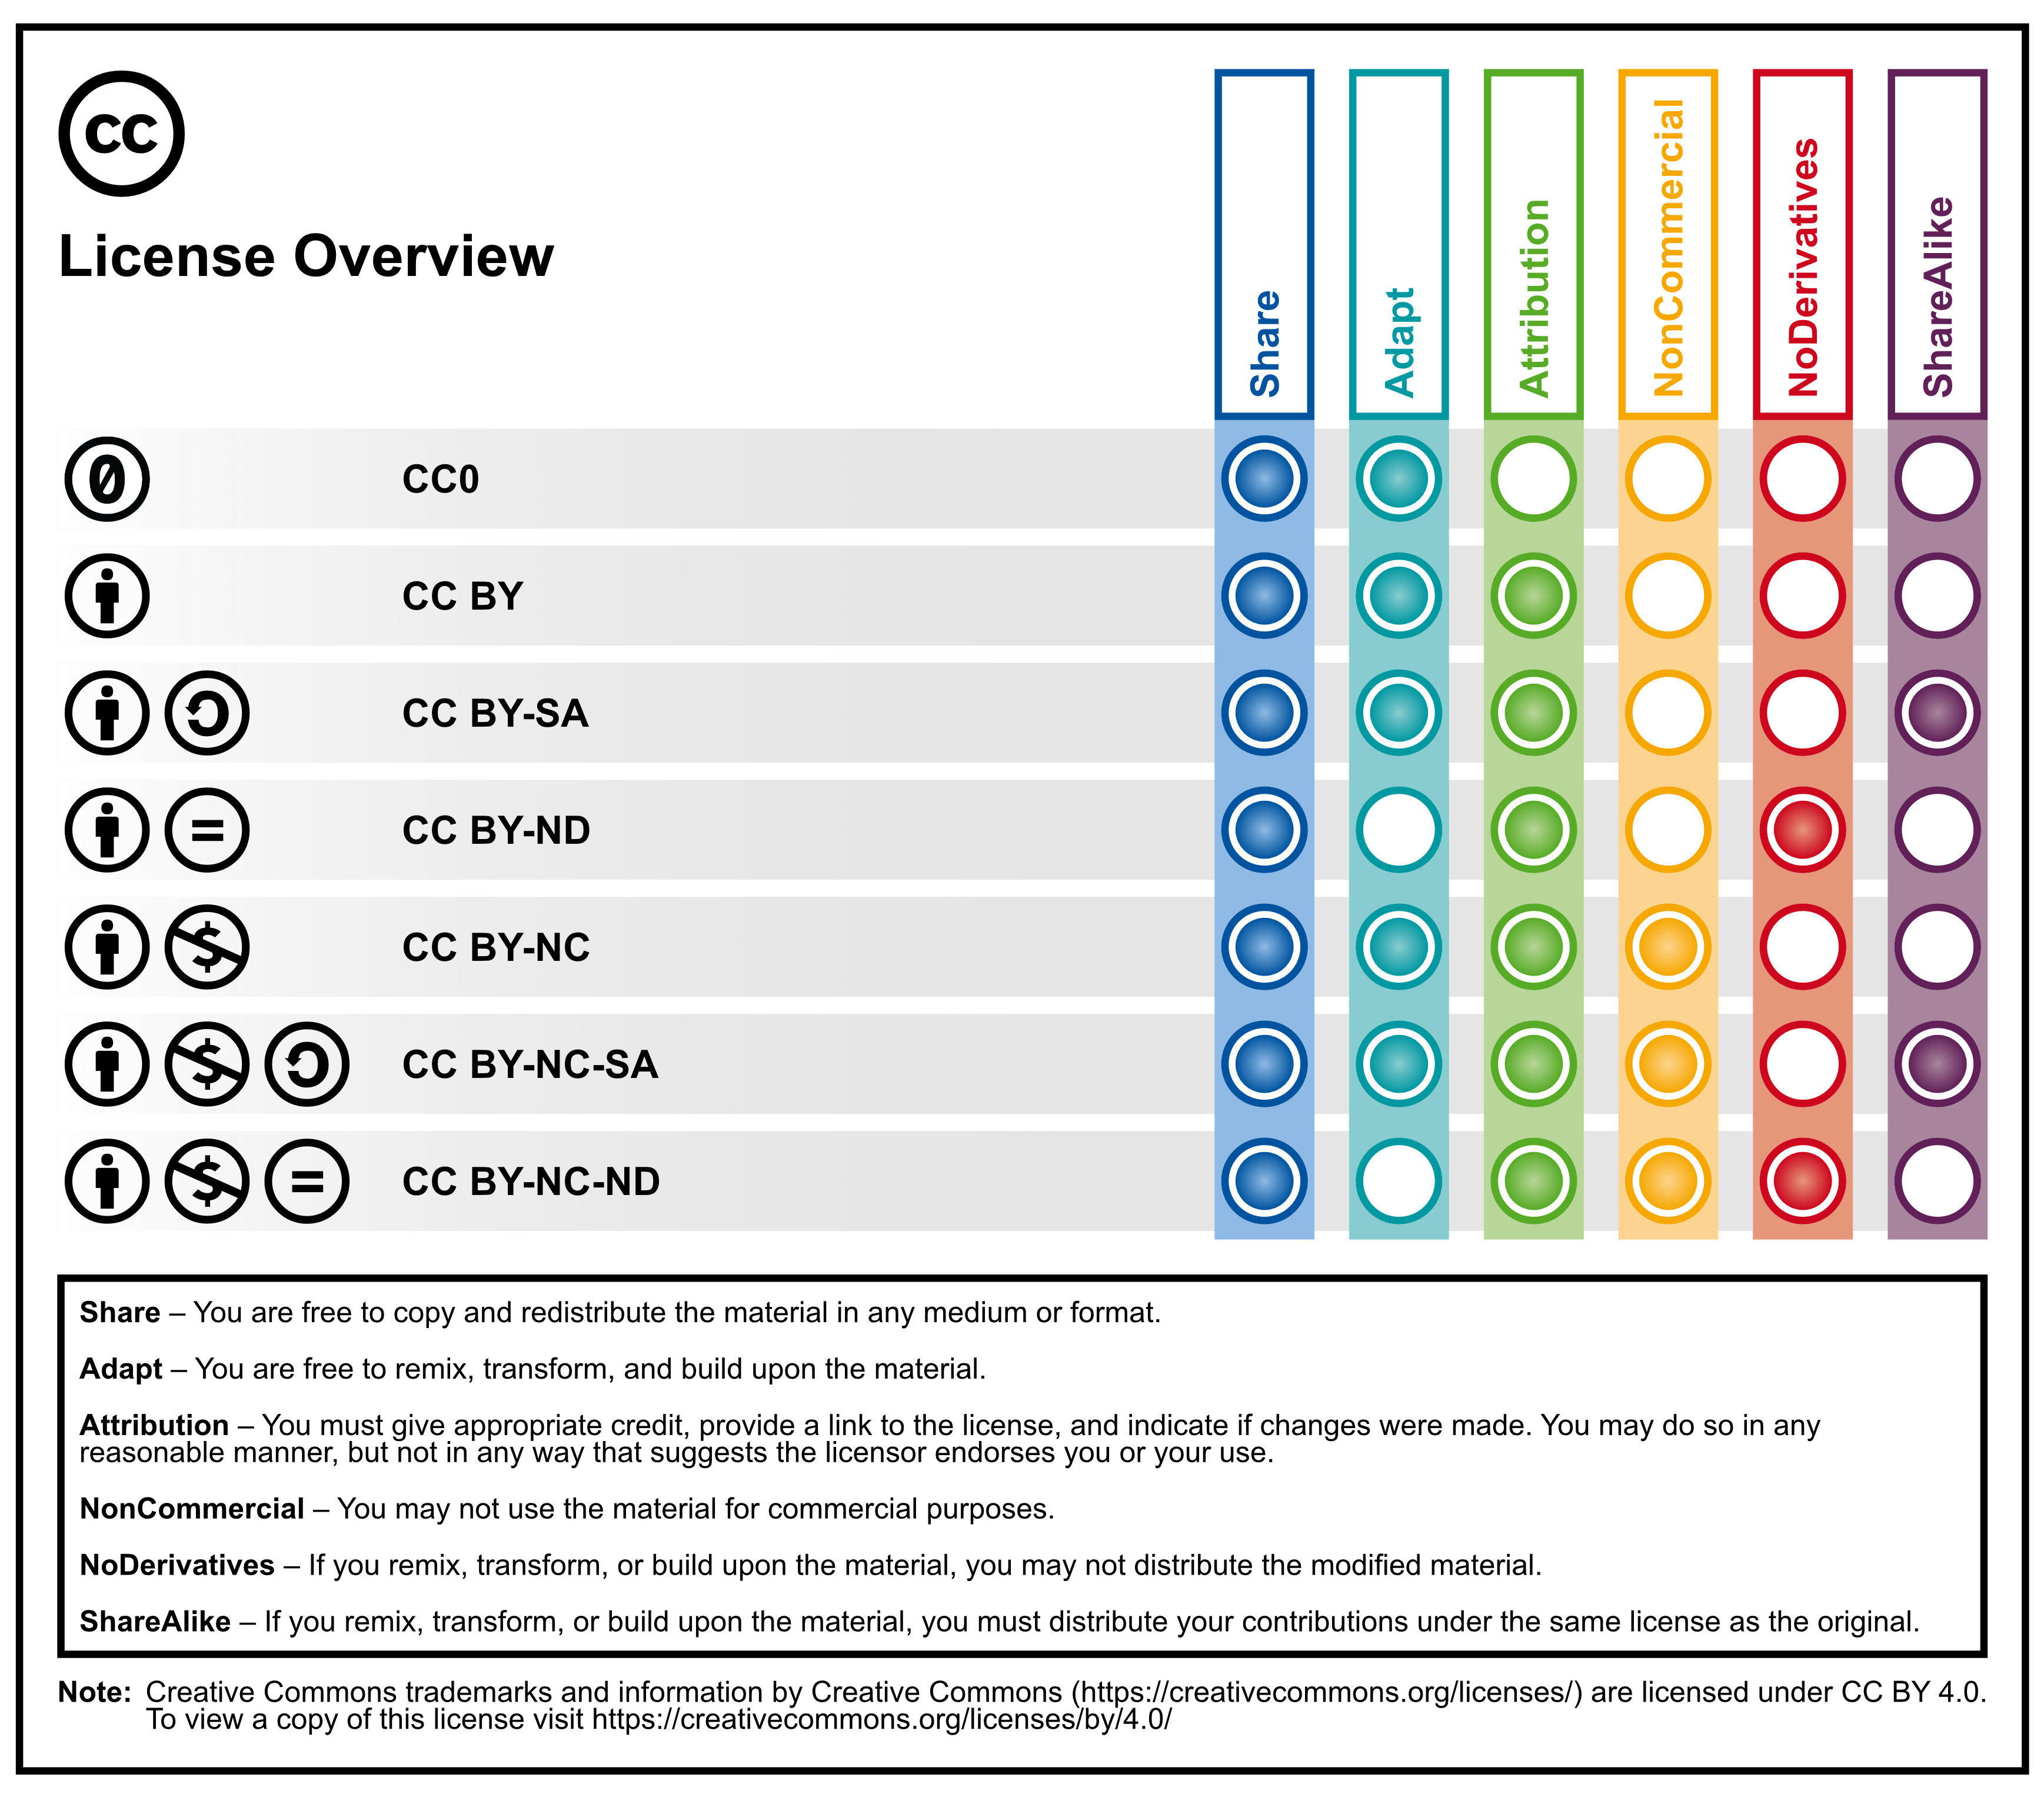 cc
License Overview
Share
Adapt
Attribution
NonCommercial
NoDerivatives
ShareAlike
0
CC0
CC BY
CC BY-SA
=
CC BY-ND
$
CC BY-NC
$
CC BY-NC-SA
$ =
CC BY-NC-ND
Share – You are free to copy and redistribute the material in any medium or format.
Adapt – You are free to remix, transform, and build upon the material.
Attribution – You must give appropriate credit, provide a link to the license, and indicate if changes were made. You may do so in any
reasonable manner, but not in any way that suggests the licensor endorses you or your use.
NonCommercial – You may not use the material for commercial purposes.
NoDerivatives – If you remix, transform, or build upon the material, you may not distribute the modified material.
ShareAlike – If you remix, transform, or build upon the material, you must distribute your contributions under the same license as the original.
Note: Creative Commons trademarks and information by Creative Commons (https://creativecommons.org/licenses/) are licensed under CC BY 4.0.
To view a copy of this license visit https://creativecommons.org/licenses/by/4.0/